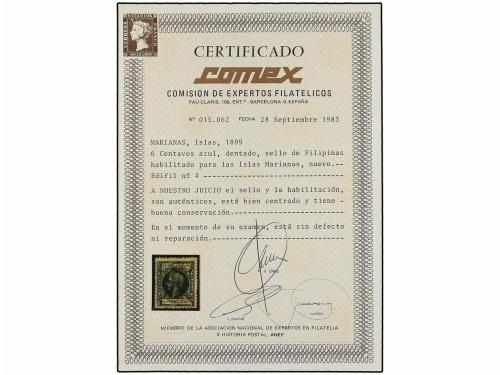 CERTIFICADO
comex
COMISION DE EXPERTOS FILATELICOS
PAU CLARIS, 106, ENT.º - BARCELONA-9-ESPAÑA
Nº 015.062 FECHA 28 Septiembre 1983
MARIANAS, Islas, 1899
6 Centavos azul, dentado, sello de Filipinas
habilitado para las Islas Marianas, nuevo.--
Edifil nº 4
A NUESTRO JUICIO el sello y la habilitación,
son auténticos, está bien centrado y tiene -
buena conservación.
En el momento de su examen, está sin defecto
ni reparación.
MIEMBRO DE LA ASOCIACION NACIONAL DE EXPERTOS EN FILATELIA
E HISTORIA POSTAL ANEF